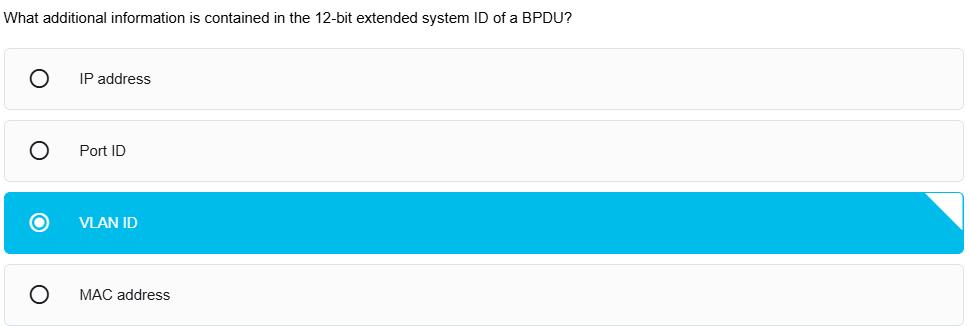 What additional information is contained in the 12-bit extended system ID of a BPDU?
IP address
Port ID
VLAN ID
MAC address